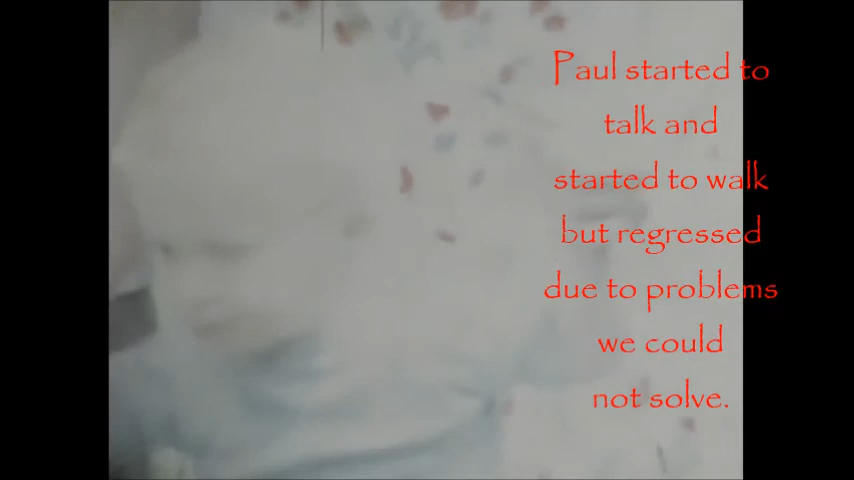 Paul started to
talk and
started to walk
but regressed
due to problems
we could
not solve.